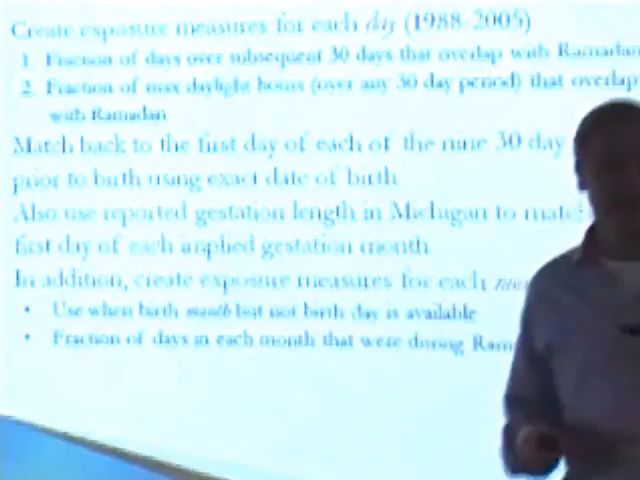 Create exposure measures for each day (1988-2005)
1. Fraction of days over subsequent 30 days that overlap with Ramadan
2. Fraction of max daylight hours (over any 30 day period) that overlap
with Ramadan
Match back to the first day of each of the nine 30 day
prior to birth using exact date of birth
Also use reported gestation length in Michigan to match
first day of each implied gestation month
In addition, create exposure measures for each
• Use when birth month but not birth day is available
• Fraction of days in each month that were during